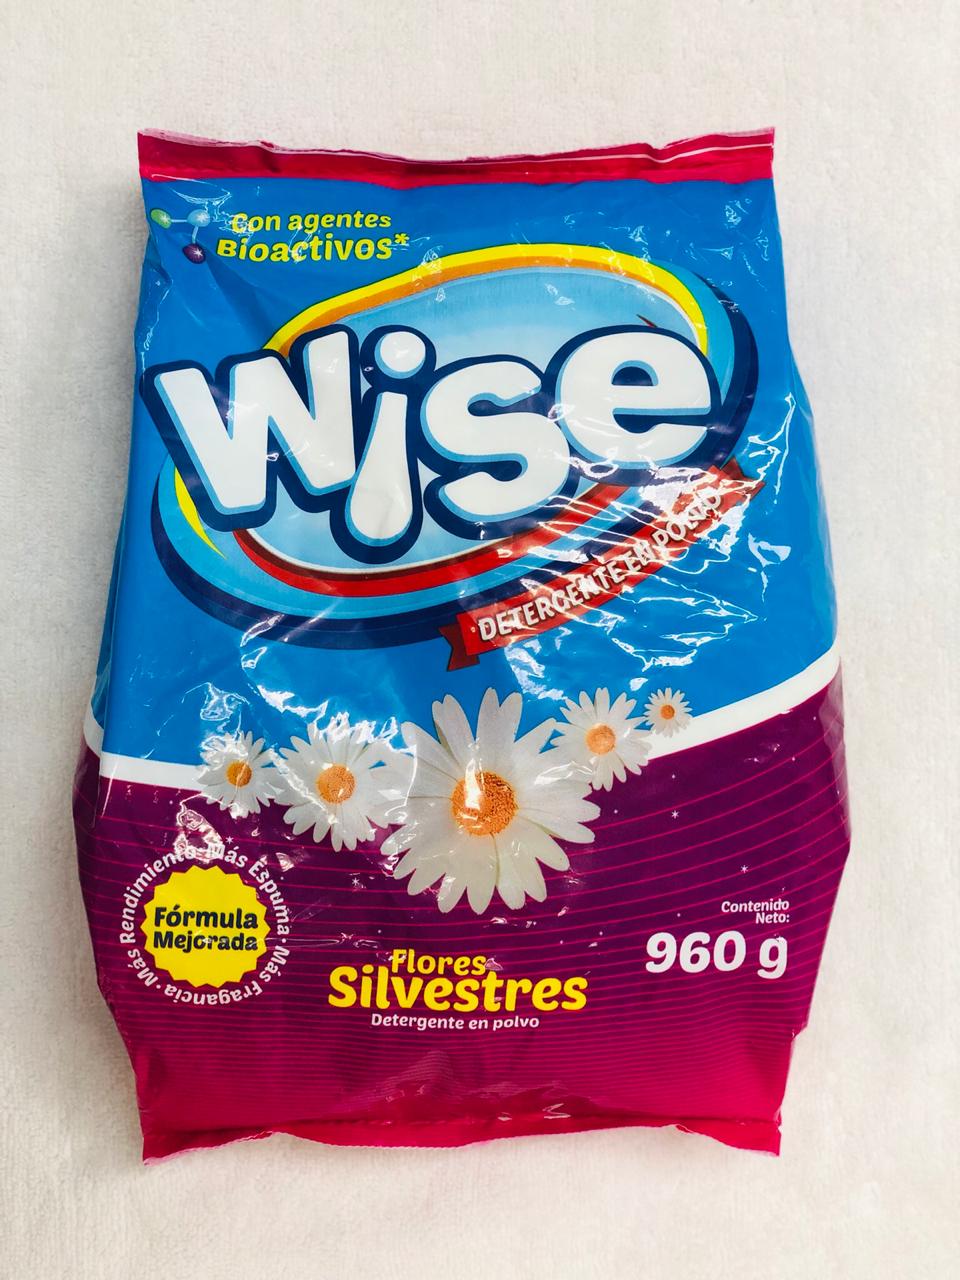 Con agentes
Bioactivos*
Wise
DETERGENTE EN POLVO
Más Rendimiento · Más Espuma · Más Fragancia ·
Fórmula
Mejorada
Flores
Silvestres
Detergente en polvo
Contenido
Neto:
960 g